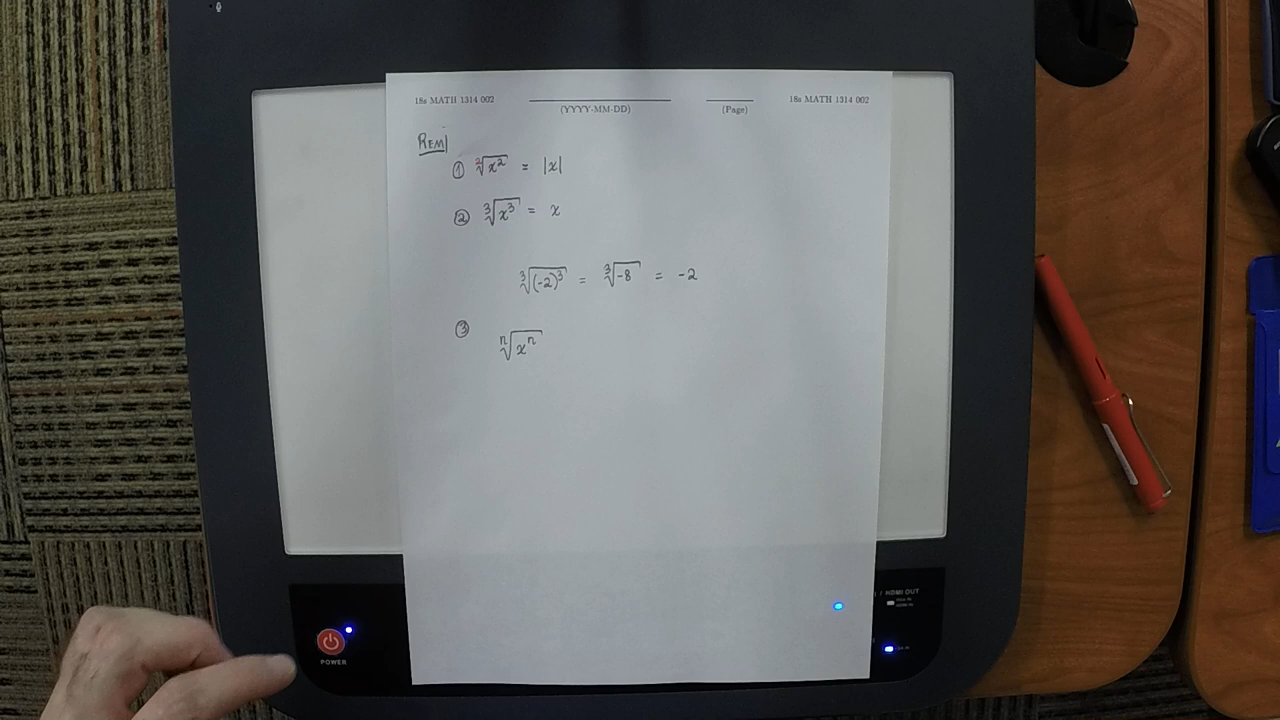 18s MATH 1314 002 (YYYY-MM-DD) (Page) 18s MATH 1314 002
REM
① ²√x² = |x|
② ³√x³ = x
³√(-2)³ = ³√-8 = -2
③
ⁿ√xⁿ
POWER
/ HDMI OUT